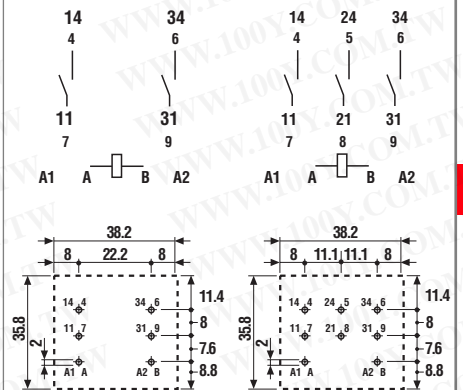 14 34
4 6
11 31
7 9
A1 A B A2
14 24 34
4 5 6
11 21 31
7 8 9
A1 A B A2
38.2
8 22.2 8
35.8
2
14 4 34 6
11 7 31 9
A1 A A2 B
11.4
8
7.6
8.8
38.2
8 11.1 11.1 8
35.8
2
14 4 24 5 34 6
11 7 21 8 31 9
A1 A A2 B
11.4
8
7.6
8.8
WWW.100Y.COM.TW